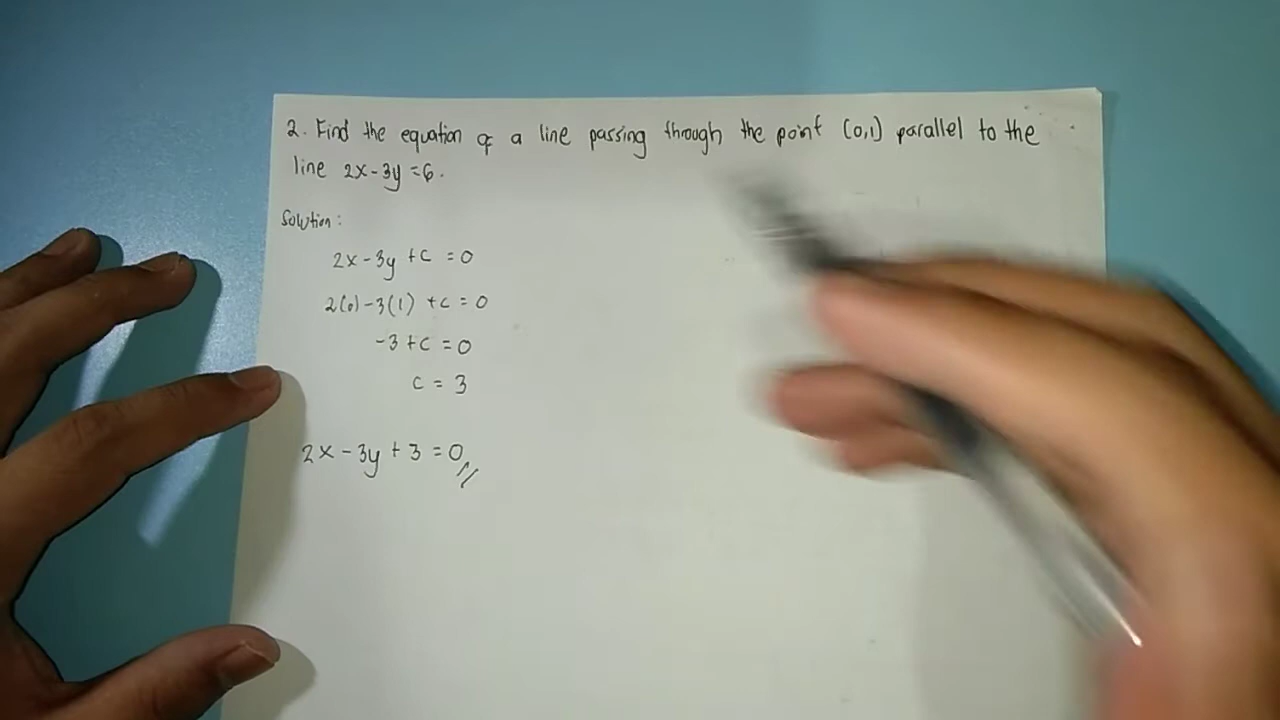 2. Find the equation of a line passing through the point (0,1) parallel to the
line 2x-3y=6.
Solution:
2x-3y+c=0
2(0)-3(1)+c=0
-3+c=0
c=3
2x-3y+3=0